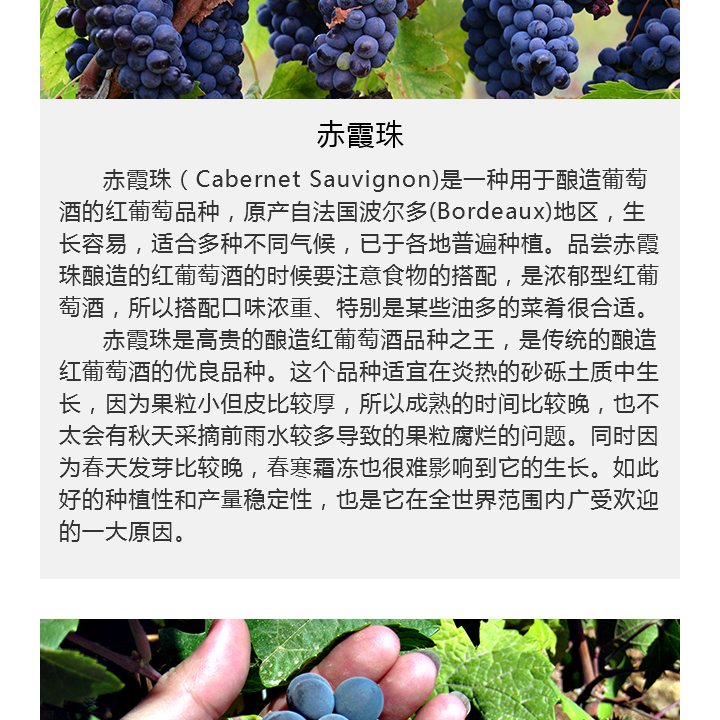 赤霞珠
赤霞珠（Cabernet Sauvignon)是一种用于酿造葡萄
酒的红葡萄品种，原产自法国波尔多(Bordeaux)地区，生
长容易，适合多种不同气候，已于各地普遍种植。品尝赤霞
珠酿造的红葡萄酒的时候要注意食物的搭配，是浓郁型红葡
萄酒，所以搭配口味浓重、特别是某些油多的菜肴很合适。
赤霞珠是高贵的酿造红葡萄酒品种之王，是传统的酿造
红葡萄酒的优良品种。这个品种适宜在炎热的砂砾土质中生
长，因为果粒小但皮比较厚，所以成熟的时间比较晚，也不
太会有秋天采摘前雨水较多导致的果粒腐烂的问题。同时因
为春天发芽比较晚，春寒霜冻也很难影响到它的生长。如此
好的种植性和产量稳定性，也是它在全世界范围内广受欢迎
的一大原因。